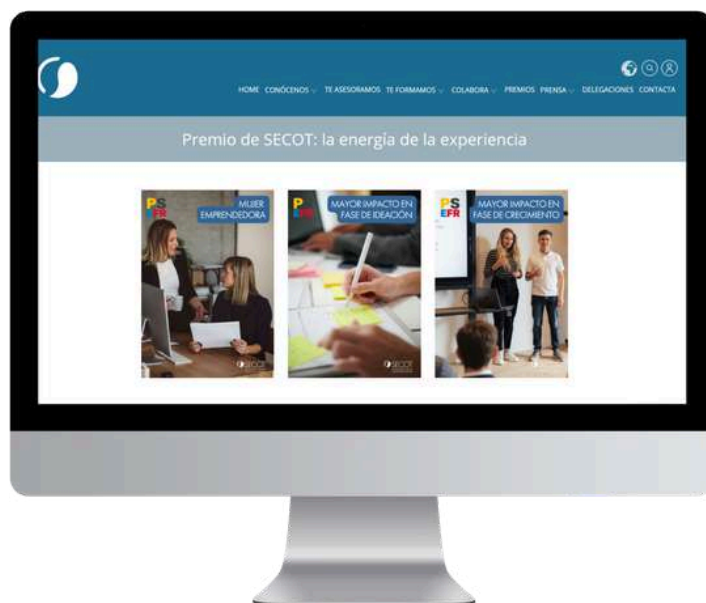 HOME CONÓCENOS TE ASESORAMOS TE FORMAMOS COLABORA PREMIOS PRENSA DELEGACIONES CONTACTA
Premio de SECOT: la energía de la experiencia
PS
EFR
MUJER
EMPRENDEDORA
P
EFR
MAYOR IMPACTO EN
FASE DE IDEACIÓN
PS
EFR
MAYOR IMPACTO EN
FASE DE CRECIMIENTO
SECOT
SECOT